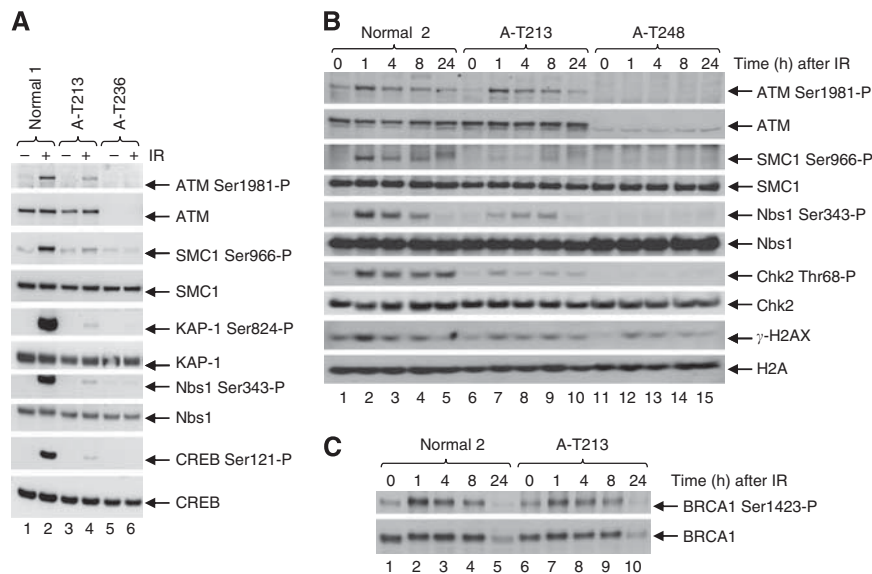 A
Normal 1
A-T213
A-T236
– + – + – + IR
ATM Ser1981-P
ATM
SMC1 Ser966-P
SMC1
KAP-1 Ser824-P
KAP-1
Nbs1 Ser343-P
Nbs1
CREB Ser121-P
CREB
1 2 3 4 5 6
B
Normal 2 A-T213 A-T248
0 1 4 8 24 0 1 4 8 24 0 1 4 8 24 Time (h) after IR
ATM Ser1981-P
ATM
SMC1 Ser966-P
SMC1
Nbs1 Ser343-P
Nbs1
Chk2 Thr68-P
Chk2
γ-H2AX
H2A
1 2 3 4 5 6 7 8 9 10 11 12 13 14 15
C
Normal 2 A-T213
0 1 4 8 24 0 1 4 8 24 Time (h) after IR
BRCA1 Ser1423-P
BRCA1
1 2 3 4 5 6 7 8 9 10